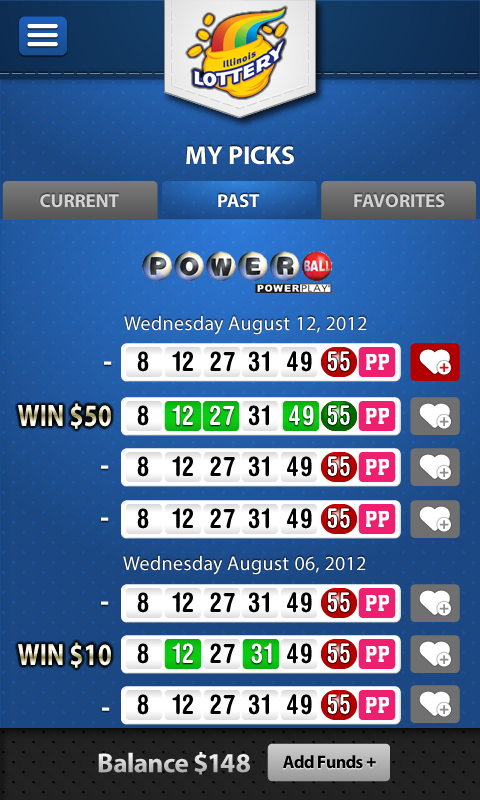 Illinois
LOTTERY
MY PICKS
CURRENT PAST FAVORITES
POWER BALL
POWERPLAY
Wednesday August 12, 2012
- 8 12 27 31 49 55 PP
WIN $50 8 12 27 31 49 55 PP
- 8 12 27 31 49 55 PP
- 8 12 27 31 49 55 PP
Wednesday August 06, 2012
- 8 12 27 31 49 55 PP
WIN $10 8 12 27 31 49 55 PP
- 8 12 27 31 49 55 PP
Balance $148 Add Funds +